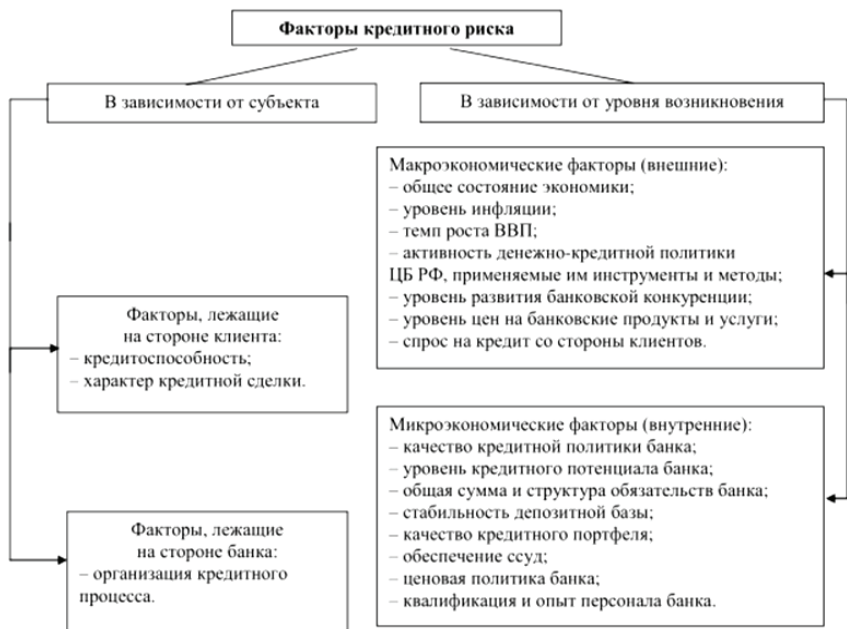 Факторы кредитного риска
В зависимости от субъекта
В зависимости от уровня возникновения
Факторы, лежащие
на стороне клиента:
– кредитоспособность;
– характер кредитной сделки.
Факторы, лежащие
на стороне банка:
– организация кредитного
процесса.
Макроэкономические факторы (внешние):
– общее состояние экономики;
– уровень инфляции;
– темп роста ВВП;
– активность денежно-кредитной политики
ЦБ РФ, применяемые им инструменты и методы;
– уровень развития банковской конкуренции;
– уровень цен на банковские продукты и услуги;
– спрос на кредит со стороны клиентов.
Микроэкономические факторы (внутренние):
– качество кредитной политики банка;
– уровень кредитного потенциала банка;
– общая сумма и структура обязательств банка;
– стабильность депозитной базы;
– качество кредитного портфеля;
– обеспечение ссуд;
– ценовая политика банка;
– квалификация и опыт персонала банка.